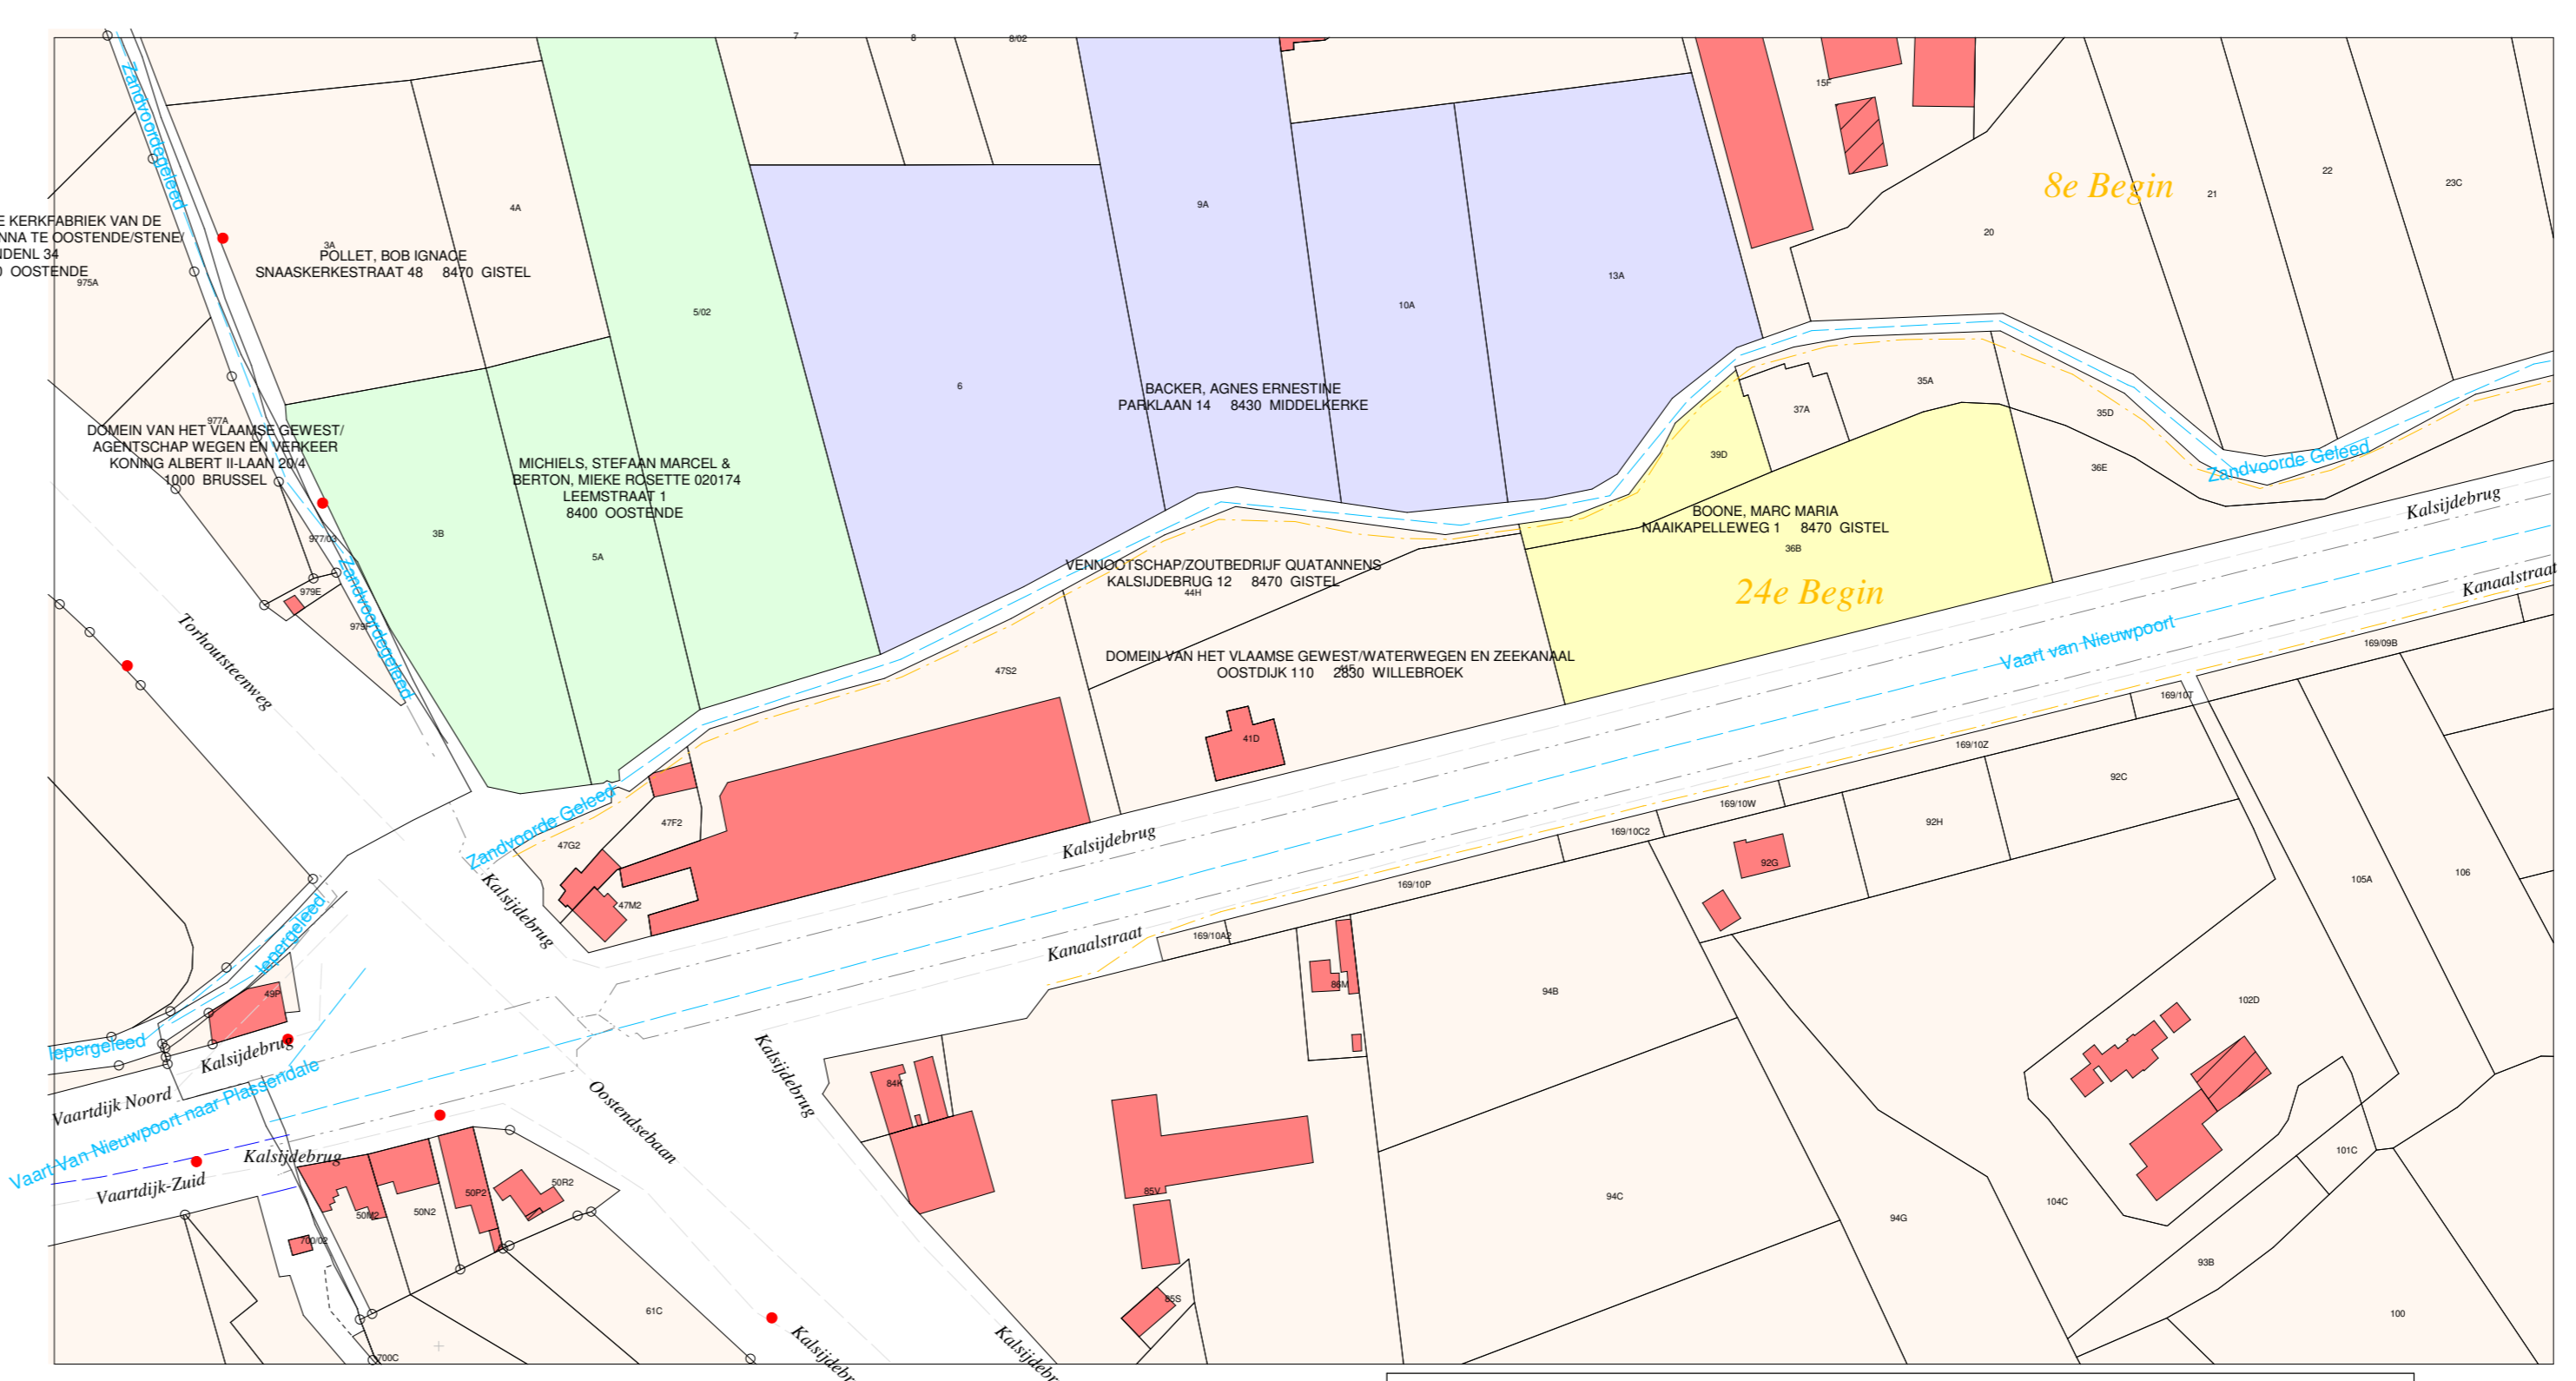 7
8
8/02
15F
Zandvoordegeleed
8e Begin
22
23C
21
4A
9A
20
E KERKFABRIEK VAN DE
NNA TE OOSTENDE/STENE/
NDENL 34
OOSTENDE
975A
3A
POLLET, BOB IGNACE
SNAASKERKESTRAAT 48 8470 GISTEL
5/02
10A
13A
6
BACKER, AGNES ERNESTINE
PARKLAAN 14 8430 MIDDELKERKE
35A
37A
35D
977A
DOMEIN VAN HET VLAAMSE GEWEST/
AGENTSCHAP WEGEN EN VERKEER
KONING ALBERT II-LAAN 20/4
1000 BRUSSEL
MICHIELS, STEFAAN MARCEL &
BERTON, MIEKE ROSETTE 020174
LEEMSTRAAT 1
8400 OOSTENDE
39D
36E
Zandvoorde Geleed
Kalsijdebrug
BOONE, MARC MARIA
NAAIKAPELLEWEG 1 8470 GISTEL
36B
24e Begin
3B
5A
977/03
979E
979F
Zandvoordegeleed
VENNOOTSCHAP/ZOUTBEDRIJF QUATANNENS
KALSIJDEBRUG 12 8470 GISTEL
44H
Kanaalstraat
Torhoutsteenweg
47S2
DOMEIN VAN HET VLAAMSE GEWEST/WATERWEGEN EN ZEEKANAAL
OOSTDIJK 110 2830 WILLEBROEK
Vaart van Nieuwpoort
169/09B
169/10T
41D
169/10Z
92C
Zandvoorde Geleed
47F2
47G2
Kalsijdebrug
169/10W
169/10C2
92H
92G
105A
106
Kalsijdebrug
47M2
169/10P
169/10A2
Kanaalstraat
Iepergeleed
49P
86M
94B
102D
Iepergeleed
Kalsijdebrug
Vaartdijk Noord
Vaart Van Nieuwpoort naar Plassendale
Kalsijdebrug
84K
Oostendsebaan
Kalsijdebrug
Vaartdijk-Zuid
50M2
50N2
50P2
50R2
700/02
85V
94C
94G
104C
101C
93B
61C
85S
100
700C
Kalsijdebr
Kalsijdebr